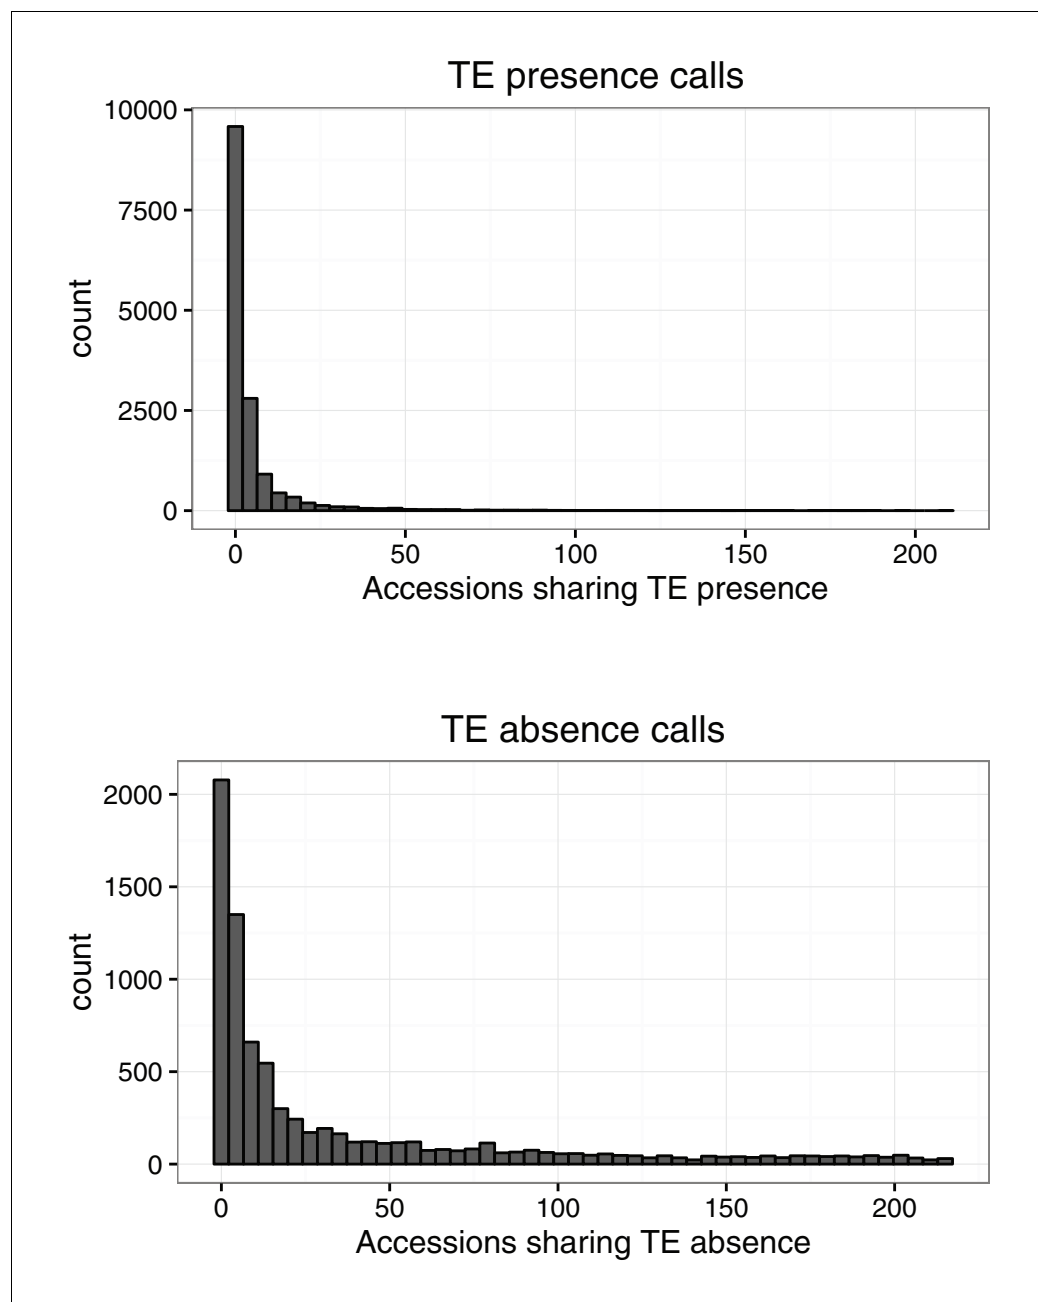 TE presence calls
10000
7500
5000
2500
0
count
0 50 100 150 200
Accessions sharing TE presence
TE absence calls
2000
1500
1000
500
0
count
0 50 100 150 200
Accessions sharing TE absence